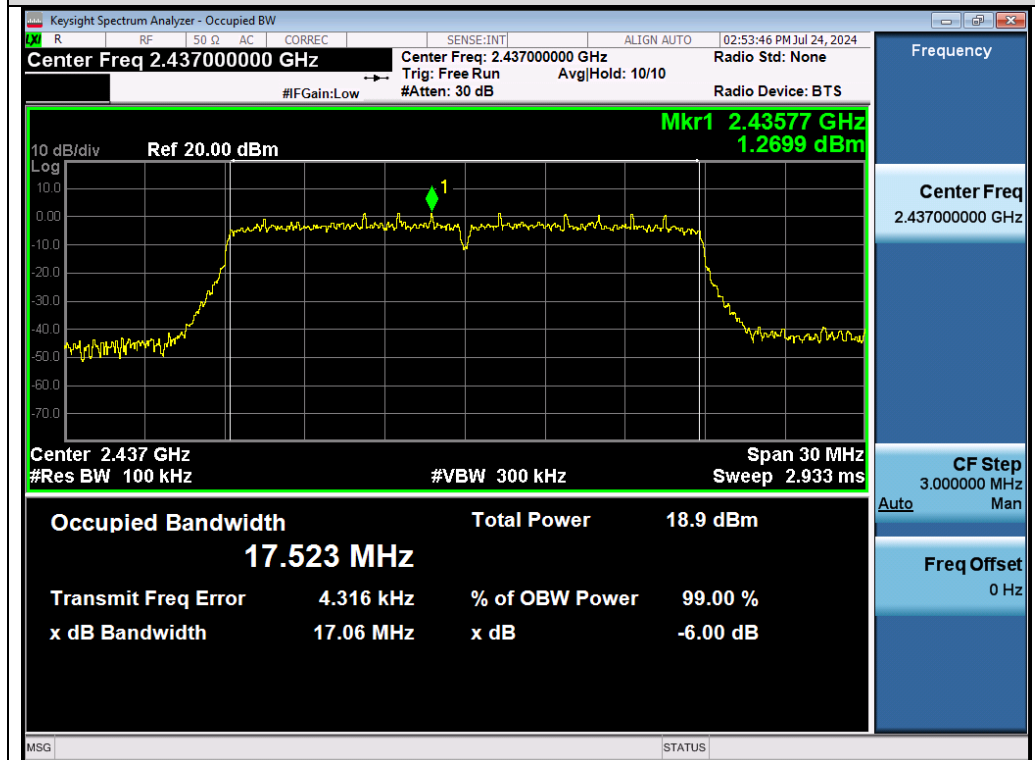 Keysight Spectrum Analyzer - Occupied BW
LXI R RF 50 Ω AC CORREC SENSE:INT ALIGN AUTO 02:53:46 PM Jul 24, 2024
Center Freq 2.437000000 GHz
Center Freq: 2.437000000 GHz
Radio Std: None
Trig: Free Run Avg|Hold: 10/10
#IFGain:Low #Atten: 30 dB Radio Device: BTS
Mkr1 2.43577 GHz
1.2699 dBm
10 dB/div Ref 20.00 dBm
Log
10.0
1
0.00
-10.0
-20.0
-30.0
-40.0
-50.0
-60.0
-70.0
Center 2.437 GHz Span 30 MHz
#Res BW 100 kHz #VBW 300 kHz Sweep 2.933 ms
Occupied Bandwidth Total Power 18.9 dBm
17.523 MHz
Transmit Freq Error 4.316 kHz % of OBW Power 99.00 %
x dB Bandwidth 17.06 MHz x dB -6.00 dB
MSG STATUS
Frequency
Center Freq
2.437000000 GHz
CF Step
3.000000 MHz
Auto Man
Freq Offset
0 Hz